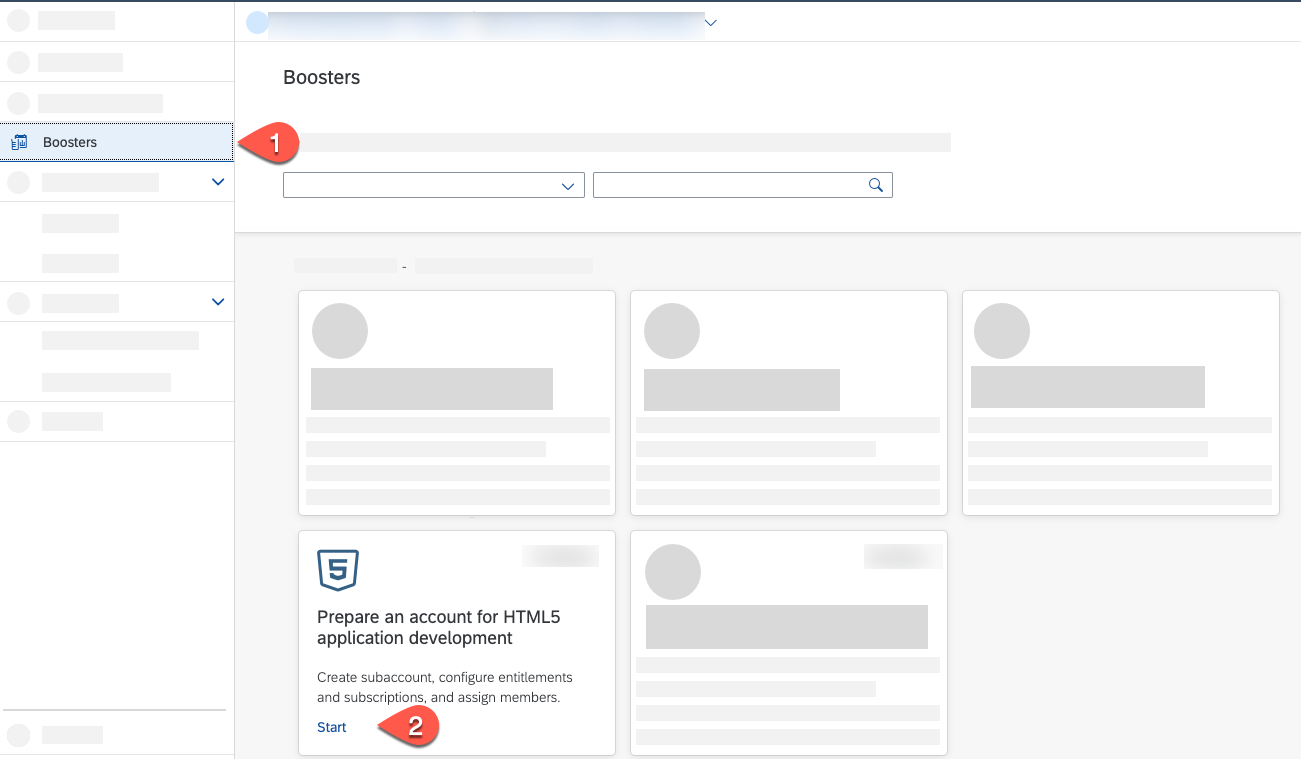 Boosters
Boosters
1
-
5
Prepare an account for HTML5
application development
Create subaccount, configure entitlements
and subscriptions, and assign members.
Start
2